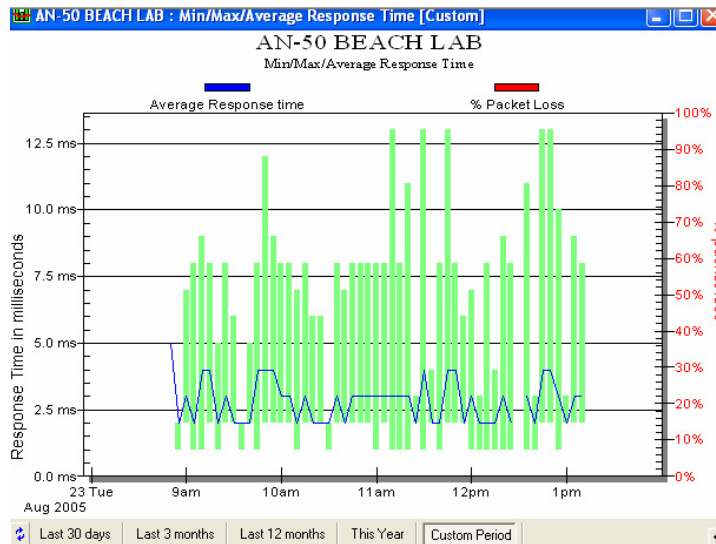 AN-50 BEACH LAB : Min/Max/Average Response Time [Custom]
AN-50 BEACH LAB
Min/Max/Average Response Time
Average Response time
% Packet Loss
Response Time in milliseconds
12.5 ms
10.0 ms
7.5 ms
5.0 ms
2.5 ms
0.0 ms
100%
90%
80%
70%
60%
50%
40%
30%
20%
10%
0%
23 Tue 9am 10am 11am 12pm 1pm
Aug 2005
Last 30 days Last 3 months Last 12 months This Year Custom Period